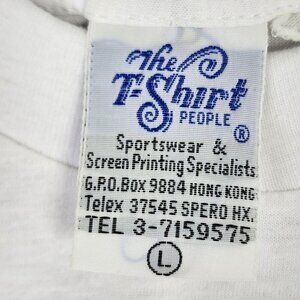 The
T-Shirt
PEOPLE ®
Sportswear &
Screen Printing Specialists
G.P.O. Box 9884 HONG KONG
Telex 37545 SPERO HX.
TEL 3-7159575
L